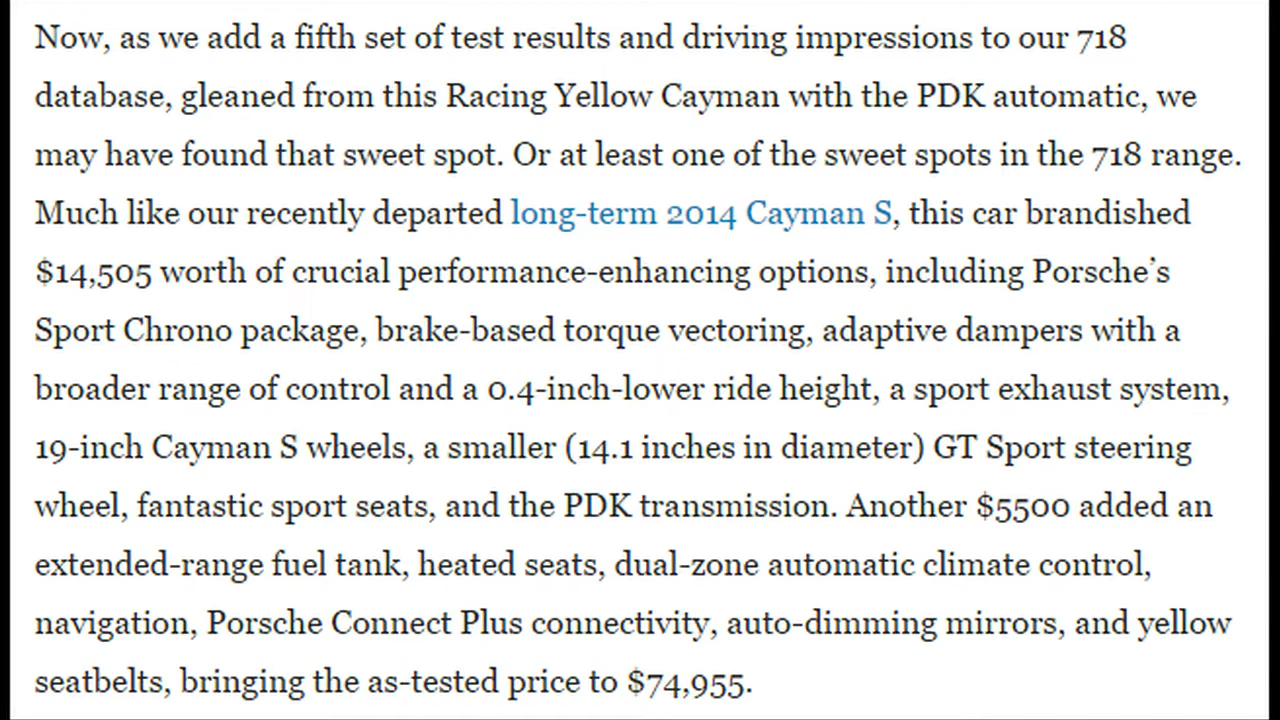 Now, as we add a fifth set of test results and driving impressions to our 718
database, gleaned from this Racing Yellow Cayman with the PDK automatic, we
may have found that sweet spot. Or at least one of the sweet spots in the 718 range.
Much like our recently departed long-term 2014 Cayman S, this car brandished
$14,505 worth of crucial performance-enhancing options, including Porsche’s
Sport Chrono package, brake-based torque vectoring, adaptive dampers with a
broader range of control and a 0.4-inch-lower ride height, a sport exhaust system,
19-inch Cayman S wheels, a smaller (14.1 inches in diameter) GT Sport steering
wheel, fantastic sport seats, and the PDK transmission. Another $5500 added an
extended-range fuel tank, heated seats, dual-zone automatic climate control,
navigation, Porsche Connect Plus connectivity, auto-dimming mirrors, and yellow
seatbelts, bringing the as-tested price to $74,955.